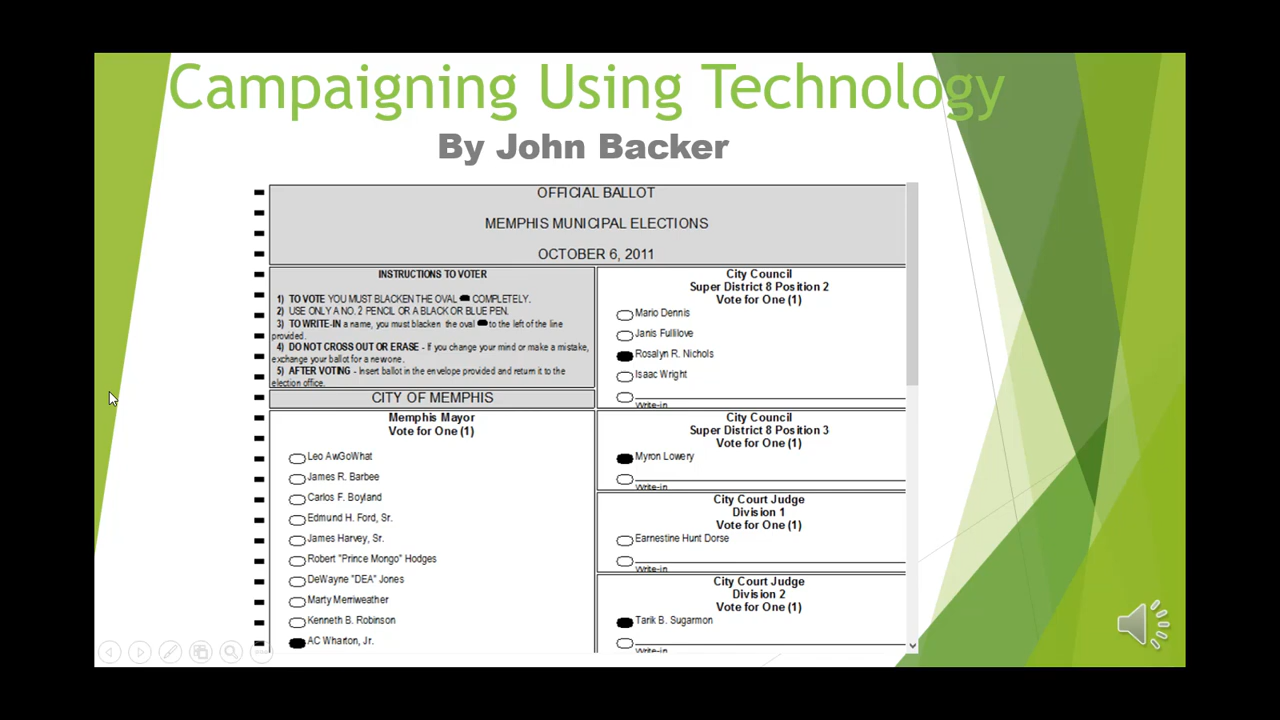 Campaigning Using Technology
By John Backer
OFFICIAL BALLOT
MEMPHIS MUNICIPAL ELECTIONS
OCTOBER 6, 2011
INSTRUCTIONS TO VOTER
1) TO VOTE YOU MUST BLACKEN THE OVAL COMPLETELY.
2) USE ONLY A NO. 2 PENCIL OR A BLACK OR BLUE PEN.
3) TO WRITE-IN a name, you must blacken the oval to the left of the line
provided.
4) DO NOT CROSS OUT OR ERASE - If you change your mind or make a mistake,
exchange your ballot for a new one.
5) AFTER VOTING - Insert ballot in the envelope provided and return it to the
election office.
CITY OF MEMPHIS
Memphis Mayor
Vote for One (1)
Leo AwGoWhat
James R. Barbee
Carlos F. Boyland
Edmund H. Ford, Sr.
James Harvey, Sr.
Robert "Prince Mongo" Hodges
DeWayne "DEA" Jones
Marty Merriweather
Kenneth B. Robinson
AC Wharton, Jr.
City Council
Super District 8 Position 2
Vote for One (1)
Mario Dennis
Janis Fullilove
Rosalyn R. Nichols
Isaac Wright
Write-in
City Council
Super District 8 Position 3
Vote for One (1)
Myron Lowery
Write-in
City Court Judge
Division 1
Vote for One (1)
Earnestine Hunt Dorse
Write-in
City Court Judge
Division 2
Vote for One (1)
Tarik B. Sugarmon
Write-in